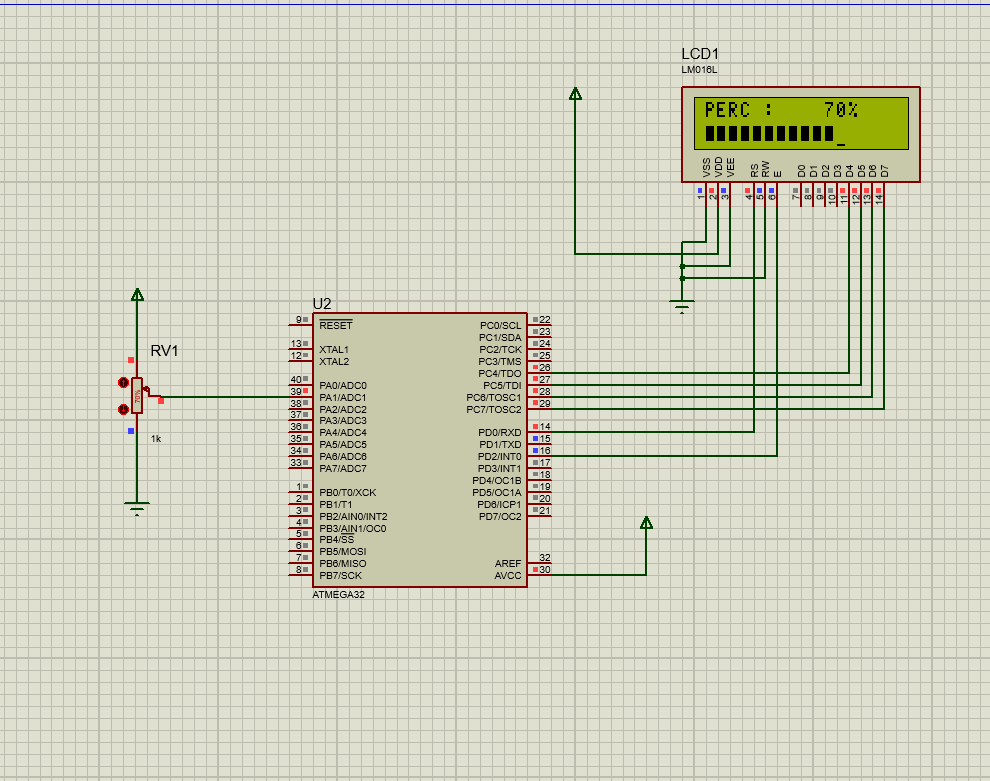 LCD1
LM016L
PERC :     70%
VSS VDD VEE RS RW E D0 D1 D2 D3 D4 D5 D6 D7
1 2 3 4 5 6 7 8 9 10 11 12 13 14
RV1
70%
1k
U2
9 RESET
13 XTAL1
12 XTAL2
40 PA0/ADC0
39 PA1/ADC1
38 PA2/ADC2
37 PA3/ADC3
36 PA4/ADC4
35 PA5/ADC5
34 PA6/ADC6
33 PA7/ADC7
1 PB0/T0/XCK
2 PB1/T1
3 PB2/AIN0/INT2
4 PB3/AIN1/OC0
5 PB4/SS
6 PB5/MOSI
7 PB6/MISO
8 PB7/SCK
PC0/SCL 22
PC1/SDA 23
PC2/TCK 24
PC3/TMS 25
PC4/TDO 26
PC5/TDI 27
PC6/TOSC1 28
PC7/TOSC2 29
PD0/RXD 14
PD1/TXD 15
PD2/INT0 16
PD3/INT1 17
PD4/OC1B 18
PD5/OC1A 19
PD6/ICP1 20
PD7/OC2 21
AREF 32
AVCC 30
ATMEGA32